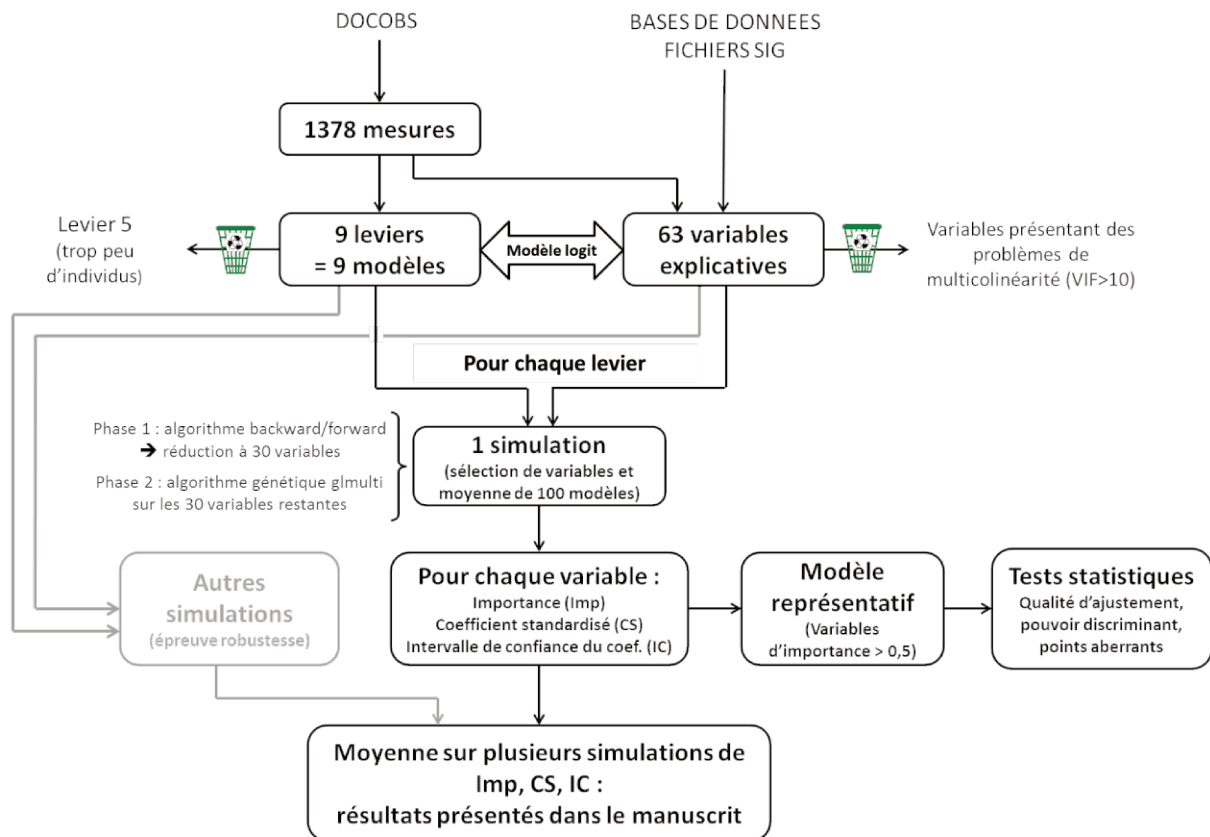 DOCOBS
BASES DE DONNEES
FICHIERS SIG
1378 mesures
Levier 5
(trop peu
d’individus)
9 leviers
= 9 modèles
Modèle logit
63 variables
explicatives
Variables présentant des
problèmes de
multicolinéarité (VIF>10)
Pour chaque levier
Phase 1 : algorithme backward/forward
➔ réduction à 30 variables
Phase 2 : algorithme génétique glmulti
sur les 30 variables restantes
1 simulation
(sélection de variables et
moyenne de 100 modèles)
Autres
simulations
(épreuve robustesse)
Pour chaque variable :
Importance (Imp)
Coefficient standardisé (CS)
Intervalle de confiance du coef. (IC)
Modèle
représentatif
(Variables
d’importance > 0,5)
Tests statistiques
Qualité d’ajustement,
pouvoir discriminant,
points aberrants
Moyenne sur plusieurs simulations de
Imp, CS, IC :
résultats présentés dans le manuscrit